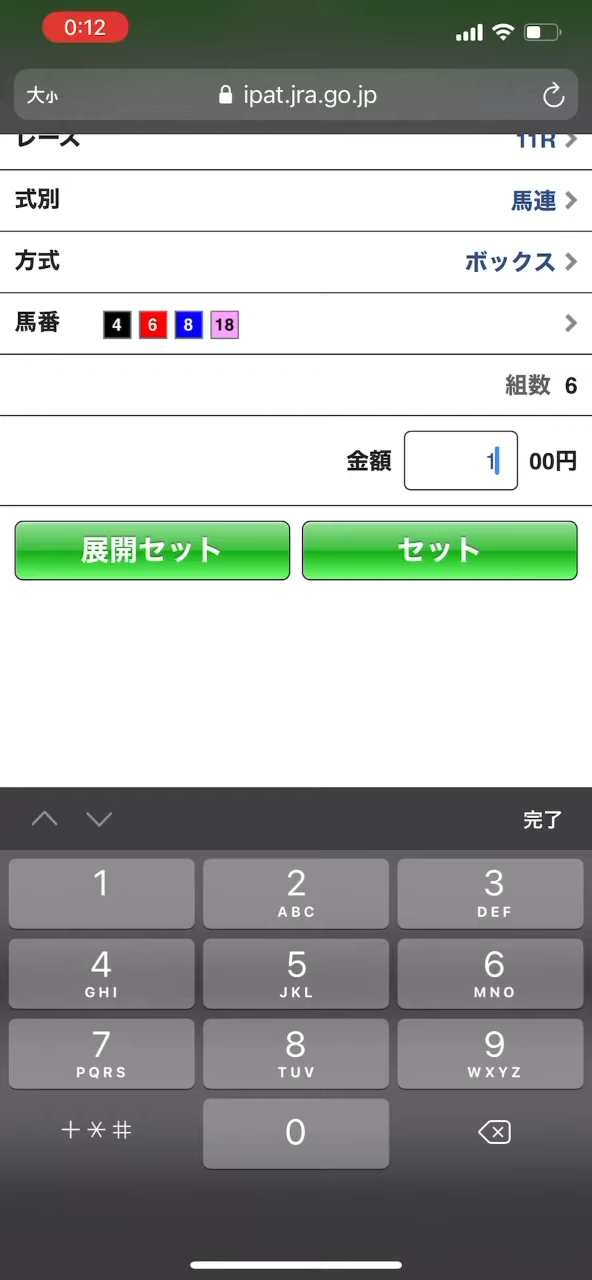 0:12
大小 ipat.jra.go.jp
レース 11R
式別 馬連
方式 ボックス
馬番 4 6 8 18
組数 6
金額 1 00円
展開セット セット
完了
1 2 3
ABC DEF
4 5 6
GHI JKL MNO
7 8 9
PQRS TUV WXYZ
+*# 0